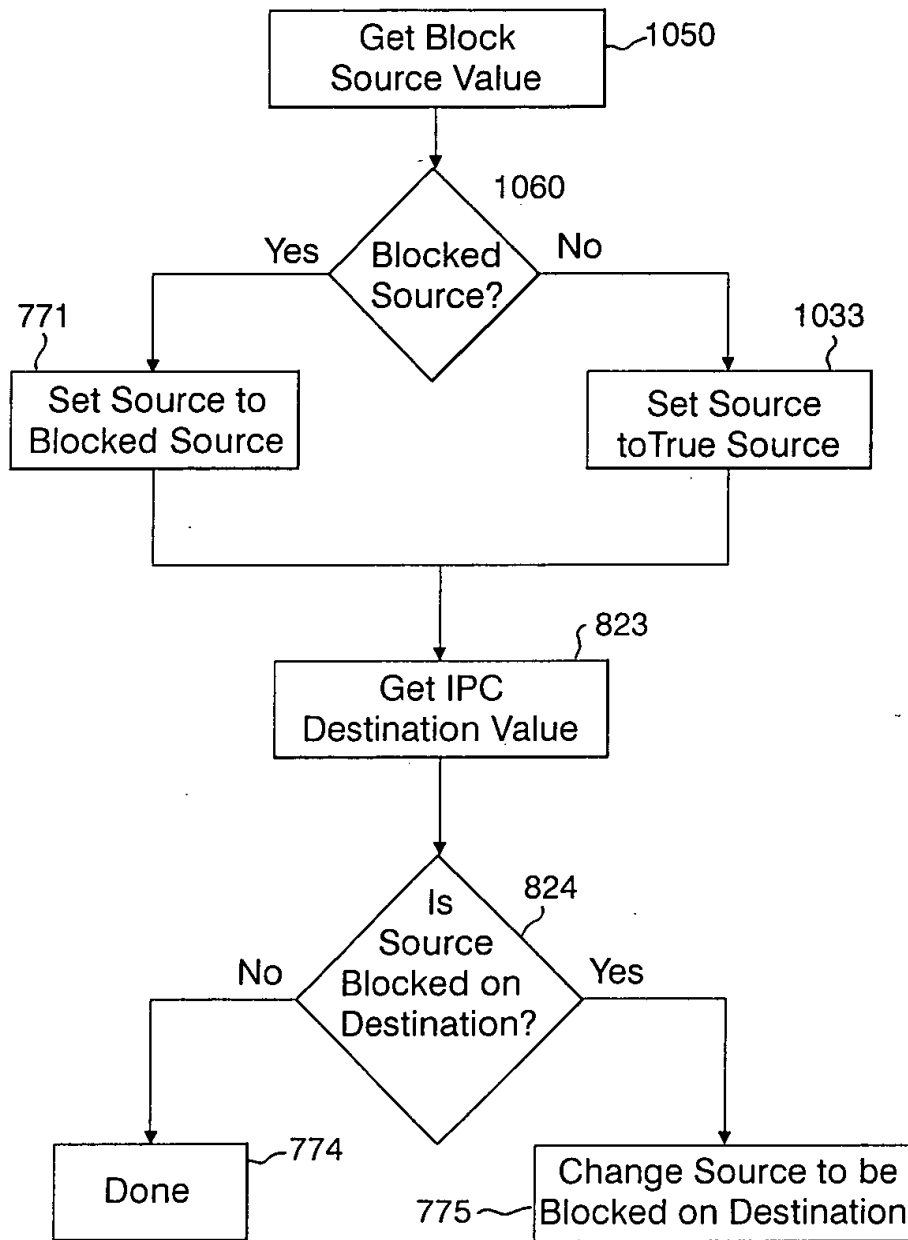 Get Block
Source Value
1050
1060
Yes
Blocked
Source?
No
771
Set Source to
Blocked Source
1033
Set Source
toTrue Source
823
Get IPC
Destination Value
824
Is
Source
Blocked on
Destination?
No
Yes
Done
774
775
Change Source to be
Blocked on Destination